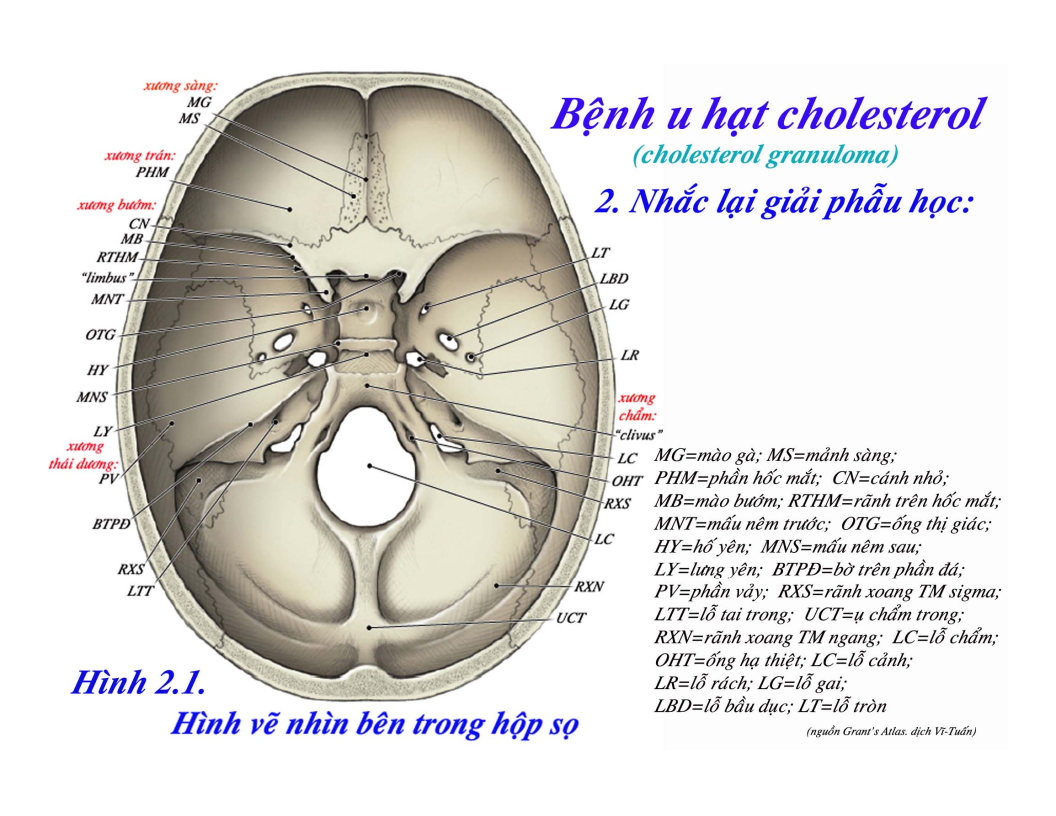 Bệnh u hạt cholesterol
(cholesterol granuloma)
2. Nhắc lại giải phẫu học:
xương sàng:
MG
MS
xương trán:
PHM
xương bướm:
CN
MB
RTHM
“limbus”
MNT
OTG
HY
MNS
LY
xương
thái dương:
PV
BTPĐ
RXS
LTT
LT
LBD
LG
LR
xương
chẩm:
“clivus”
LC
OHT
RXS
LC
RXN
UCT
MG=mào gà; MS=mảnh sàng;
PHM=phần hốc mắt; CN=cánh nhỏ;
MB=mào bướm; RTHM=rãnh trên hốc mắt;
MNT=mấu nêm trước; OTG=ống thị giác;
HY=hố yên; MNS=mấu nêm sau;
LY=lưng yên; BTPĐ=bờ trên phần đá;
PV=phần vảy; RXS=rãnh xoang TM sigma;
LTT=lỗ tai trong; UCT=ụ chẩm trong;
RXN=rãnh xoang TM ngang; LC=lỗ chẩm;
OHT=ống hạ thiệt; LC=lỗ cảnh;
LR=lỗ rách; LG=lỗ gai;
LBD=lỗ bầu dục; LT=lỗ tròn
(nguồn Grant's Atlas. dịch Vĩ-Tuấn)
Hình 2.1.
Hình vẽ nhìn bên trong hộp sọ